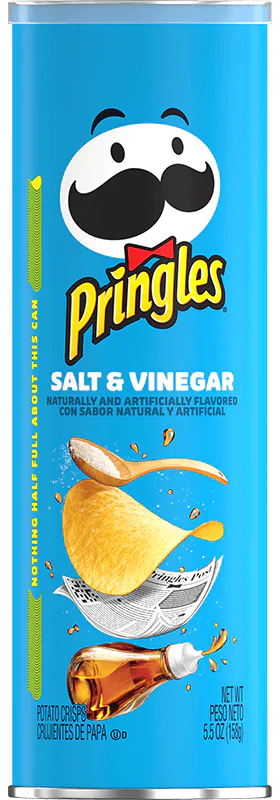 Pringles
SALT & VINEGAR
NATURALLY AND ARTIFICIALLY FLAVORED
CON SABOR NATURAL Y ARTIFICIAL
NOTHING HALF FULL ABOUT THIS CAN
Pringles Post
POTATO CRISPS
CRUJIENTES DE PAPA U D
NET WT
PESO NETO
5.5 OZ (158g)